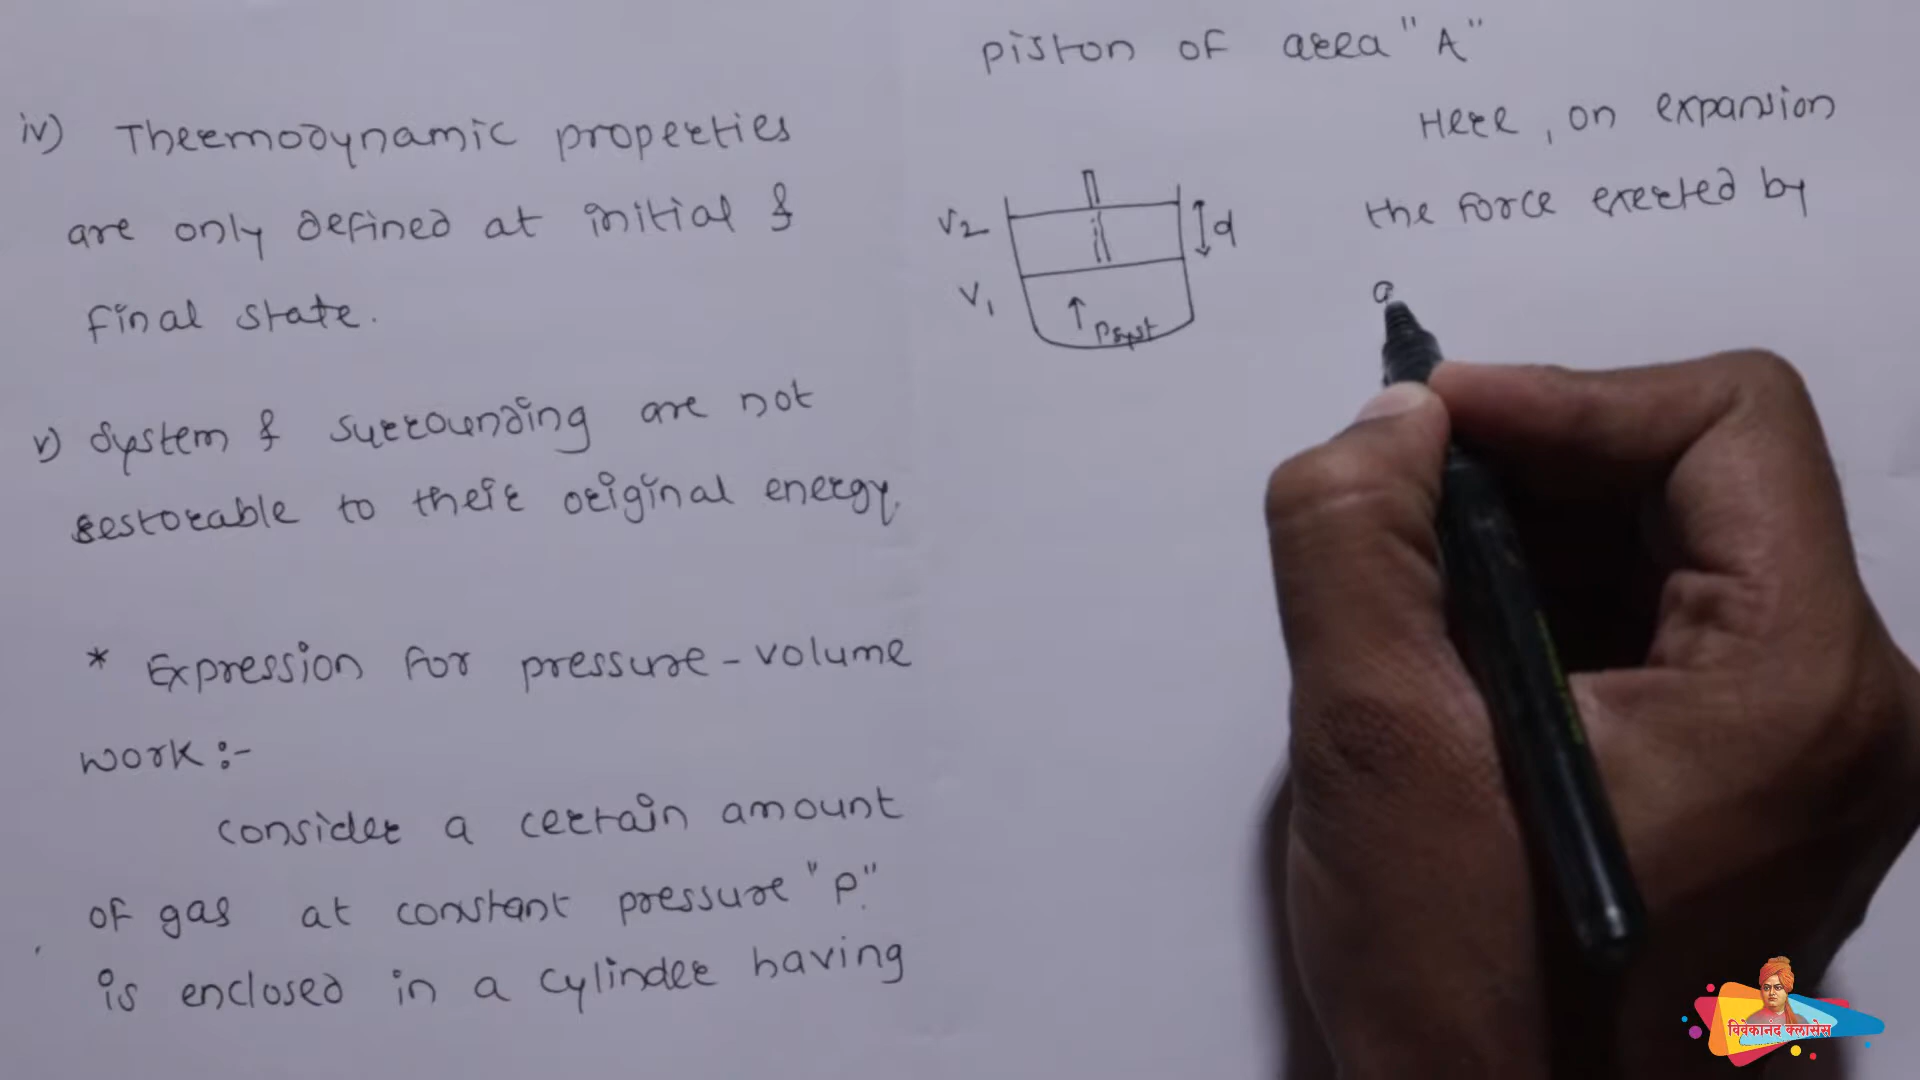 iv) Thermodynamic properties
are only defined at initial &
final state.
v) System & surrounding are not
restorable to their original energy.
* Expression for pressure-volume
work:-
consider a certain amount
of gas at constant pressure "P."
is enclosed in a cylinder having
piston of area "A"
Here, on expansion
the force exerted by
V2
V1
d
Psyst
विवेकानंद क्लासेस